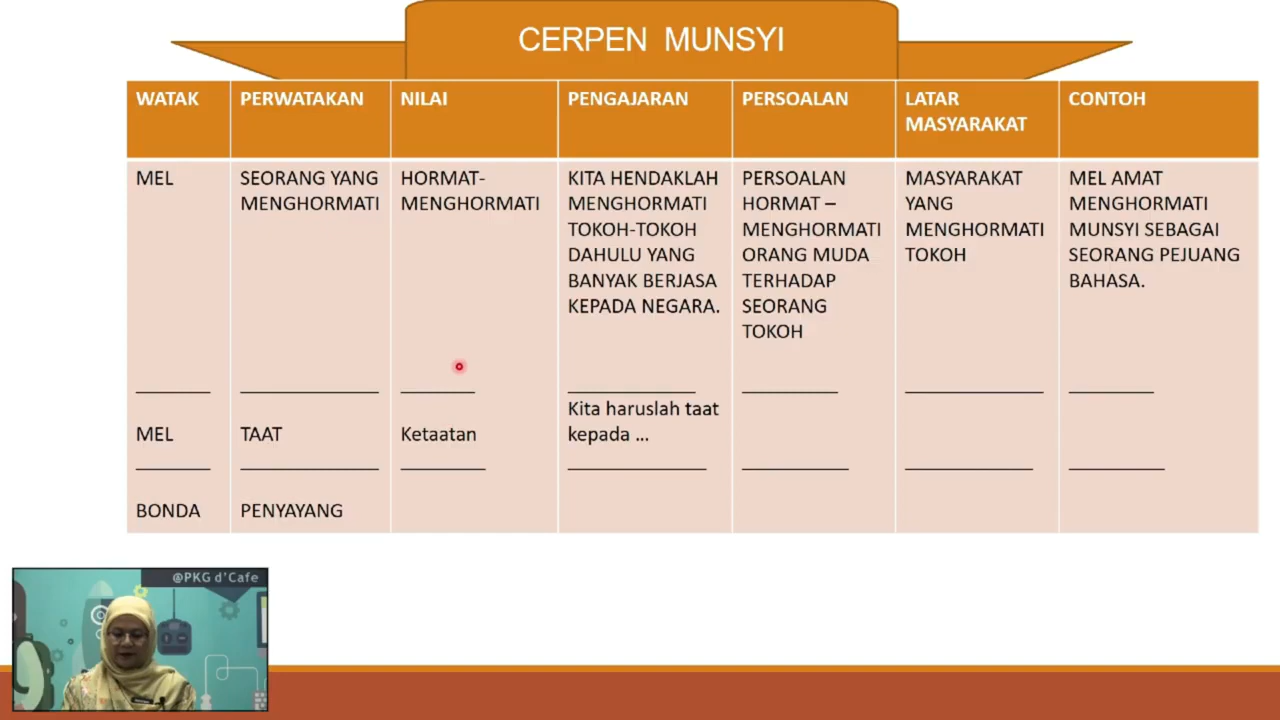 CERPEN MUNSYI
WATAK
PERWATAKAN
NILAI
PENGAJARAN
PERSOALAN
LATAR
MASYARAKAT
CONTOH
MEL
SEORANG YANG
MENGHORMATI
HORMAT-
MENGHORMATI
KITA HENDAKLAH
MENGHORMATI
TOKOH-TOKOH
DAHULU YANG
BANYAK BERJASA
KEPADA NEGARA.
PERSOALAN
HORMAT –
MENGHORMATI
ORANG MUDA
TERHADAP
SEORANG
TOKOH
MASYARAKAT
YANG
MENGHORMATI
TOKOH
MEL AMAT
MENGHORMATI
MUNSYI SEBAGAI
SEORANG PEJUANG
BAHASA.
MEL
TAAT
Ketaatan
Kita haruslah taat
kepada ...
BONDA
PENYAYANG
@PKG d'Cafe